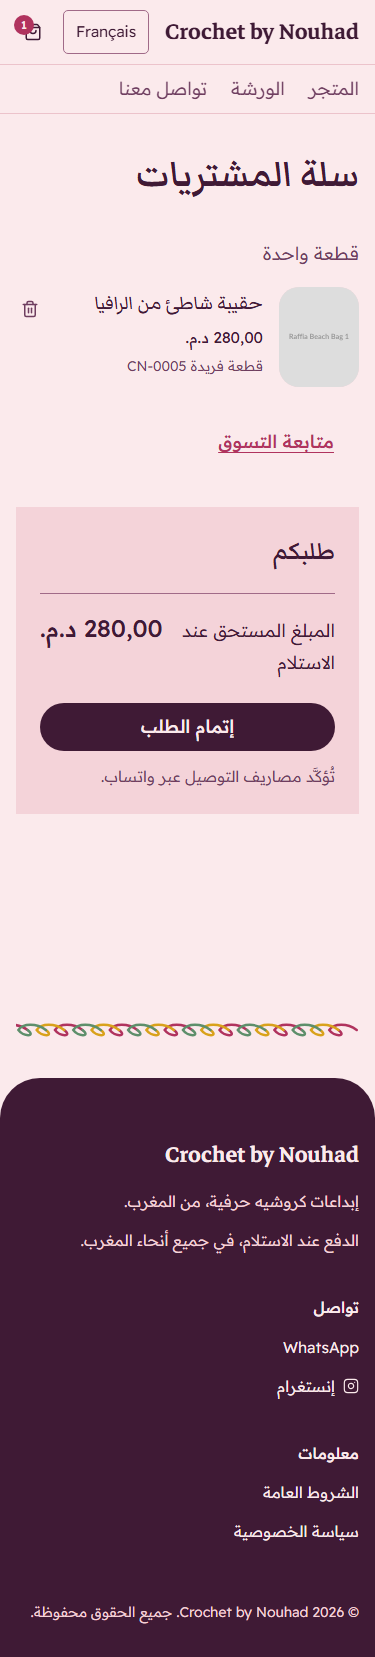 Crochet by Nouhad
Français
1
المتجر
الورشة
تواصل معنا
سلة المشتريات
قطعة واحدة
Raffia Beach Bag 1
حقيبة شاطئ من الرافيا
280,00 د.م.
قطعة فريدة CN-0005
متابعة التسوق
طلبكم
المبلغ المستحق عند الاستلام
280,00 د.م.
إتمام الطلب
تُؤكَّد مصاريف التوصيل عبر واتساب.
Crochet by Nouhad
إبداعات كروشيه حرفية، من المغرب.
الدفع عند الاستلام، في جميع أنحاء المغرب.
تواصل
WhatsApp
إنستغرام
معلومات
الشروط العامة
سياسة الخصوصية
© 2026 Crochet by Nouhad. جميع الحقوق محفوظة.